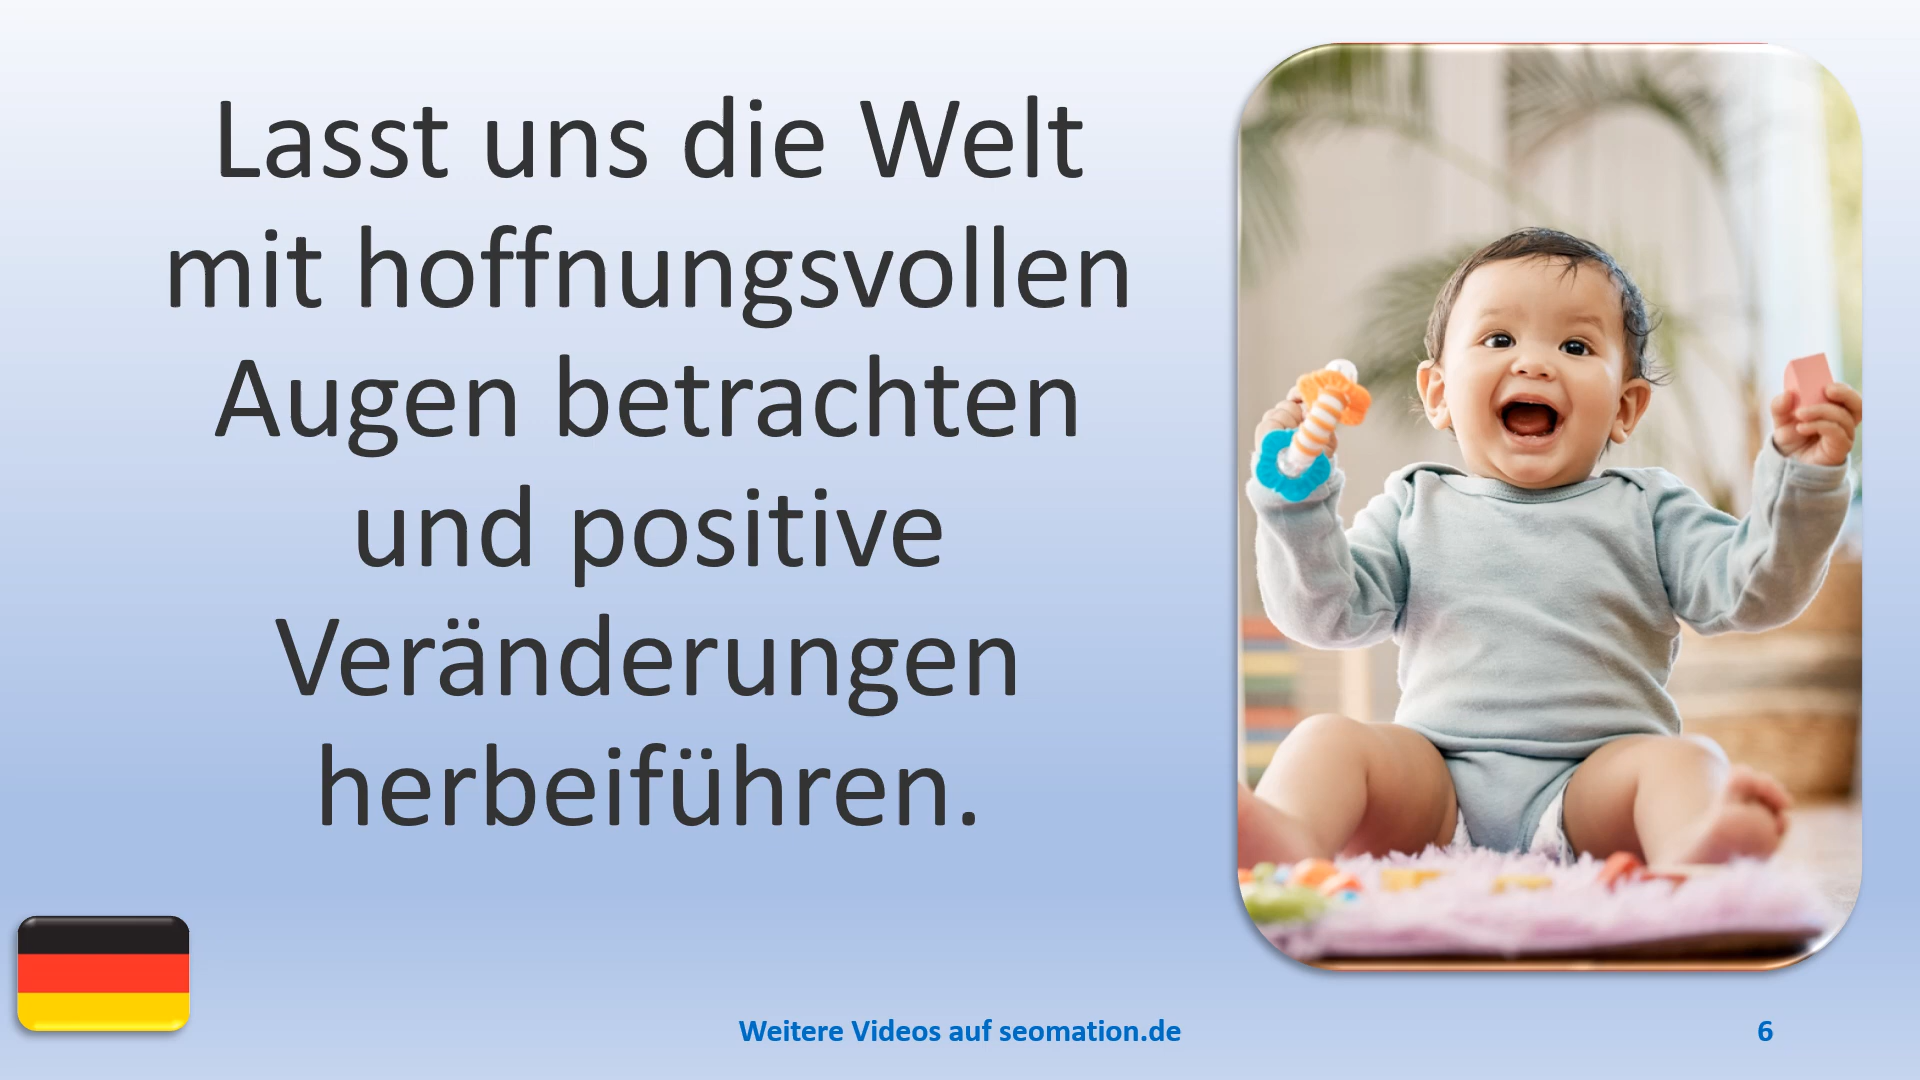 Lasst uns die Welt
mit hoffnungsvollen
Augen betrachten
und positive
Veränderungen
herbeiführen.
Weitere Videos auf seomation.de
6